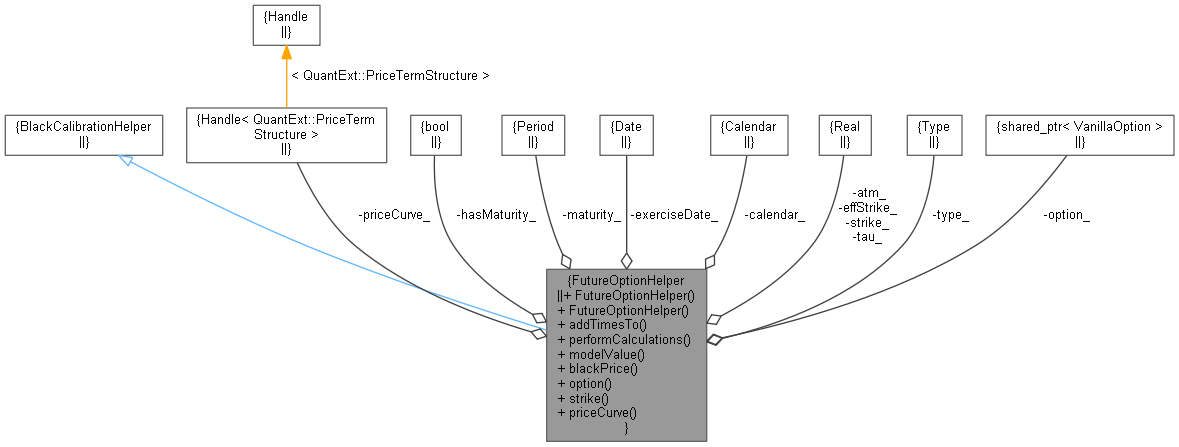 {Handle
||}
< QuantExt::PriceTermStructure >
{BlackCalibrationHelper
||}
{Handle< QuantExt::PriceTerm
Structure >
||}
{bool
||}
{Period
||}
{Date
||}
{Calendar
||}
{Real
||}
{Type
||}
{shared_ptr< VanillaOption >
||}
-priceCurve_
-hasMaturity_
-maturity_
-exerciseDate_
-calendar_
-atm_
-effStrike_
-strike_
-tau_
-type_
-option_
{FutureOptionHelper
||+ FutureOptionHelper()
+ FutureOptionHelper()
+ addTimesTo()
+ performCalculations()
+ modelValue()
+ blackPrice()
+ option()
+ strike()
+ priceCurve()
}